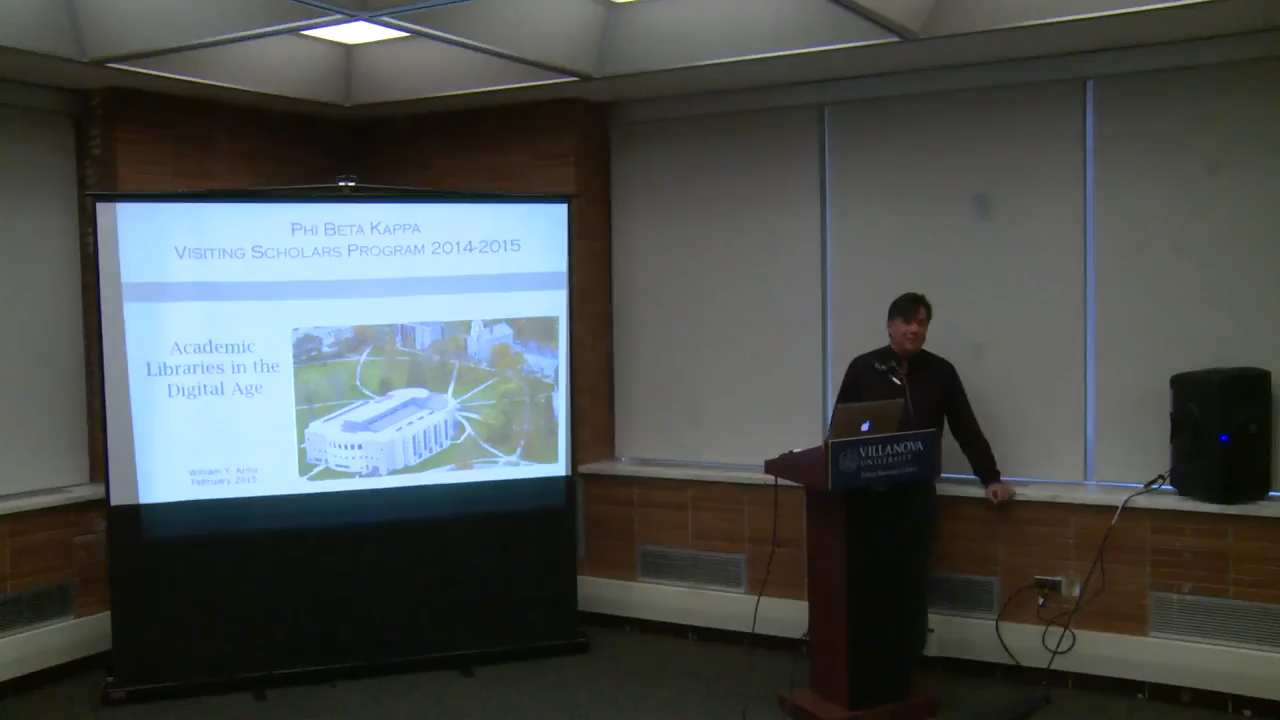 PHI BETA KAPPA
VISITING SCHOLARS PROGRAM 2014-2015
Academic
Libraries in the
Digital Age
William Y. Arms
February 2015
VILLANOVA
UNIVERSITY